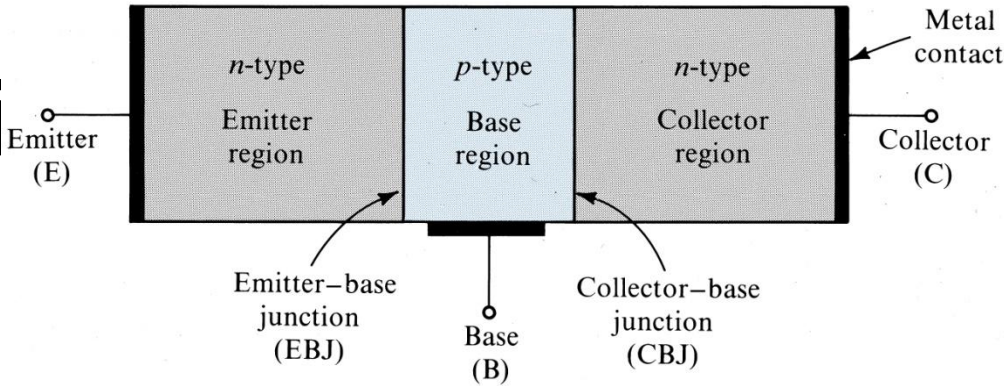 n-type
Emitter
region
p-type
Base
region
n-type
Collector
region
Metal
contact
Emitter
(E)
Collector
(C)
Emitter–base
junction
(EBJ)
Base
(B)
Collector–base
junction
(CBJ)